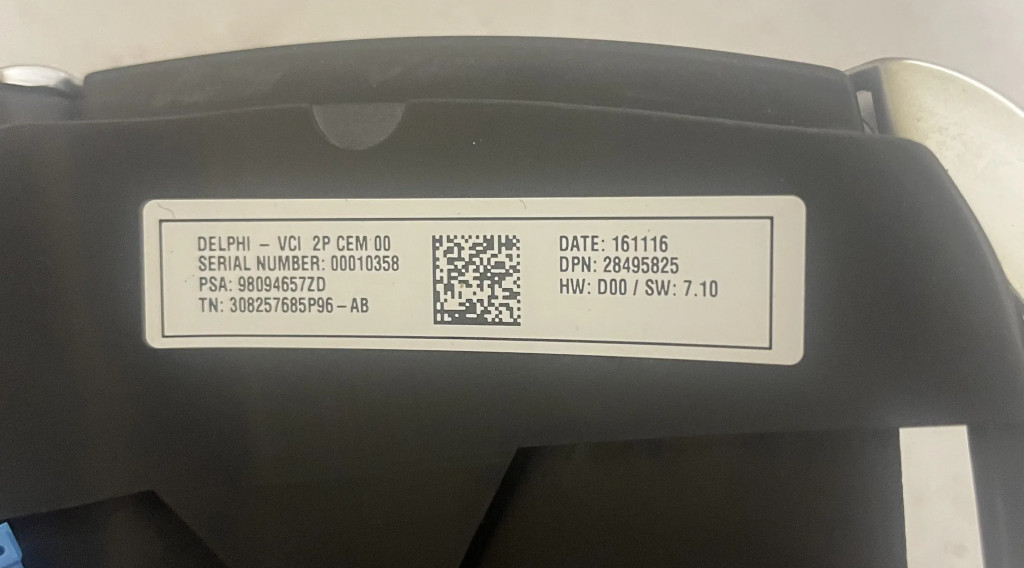 DELPHI – VCI 2P CEM 00
SERIAL NUMBER: 00010358
PSA: 98094657ZD
TN: 308257685P96–AB
DATE: 161116
DPN: 28495825
HW: D00 / SW: 7.10